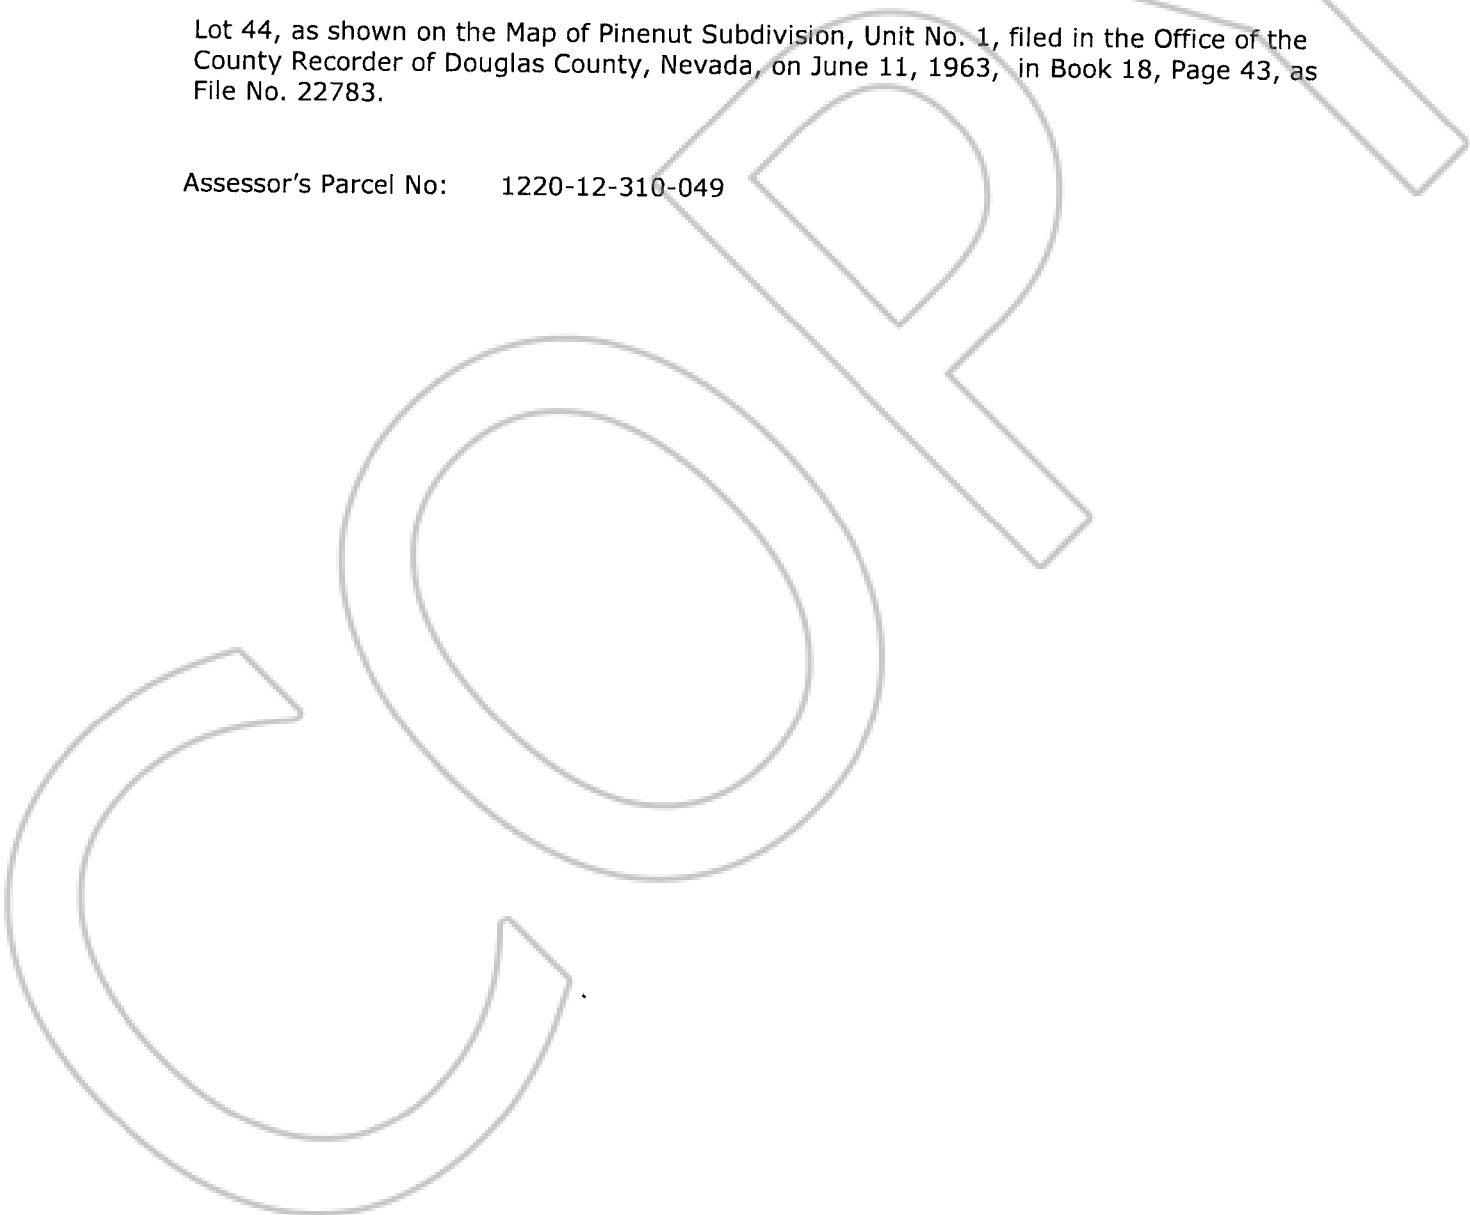 Lot 44, as shown on the Map of Pinenut Subdivision, Unit No. 1, filed in the Office of the
County Recorder of Douglas County, Nevada, on June 11, 1963, in Book 18, Page 43, as
File No. 22783.
Assessor's Parcel No: 1220-12-310-049
COPY